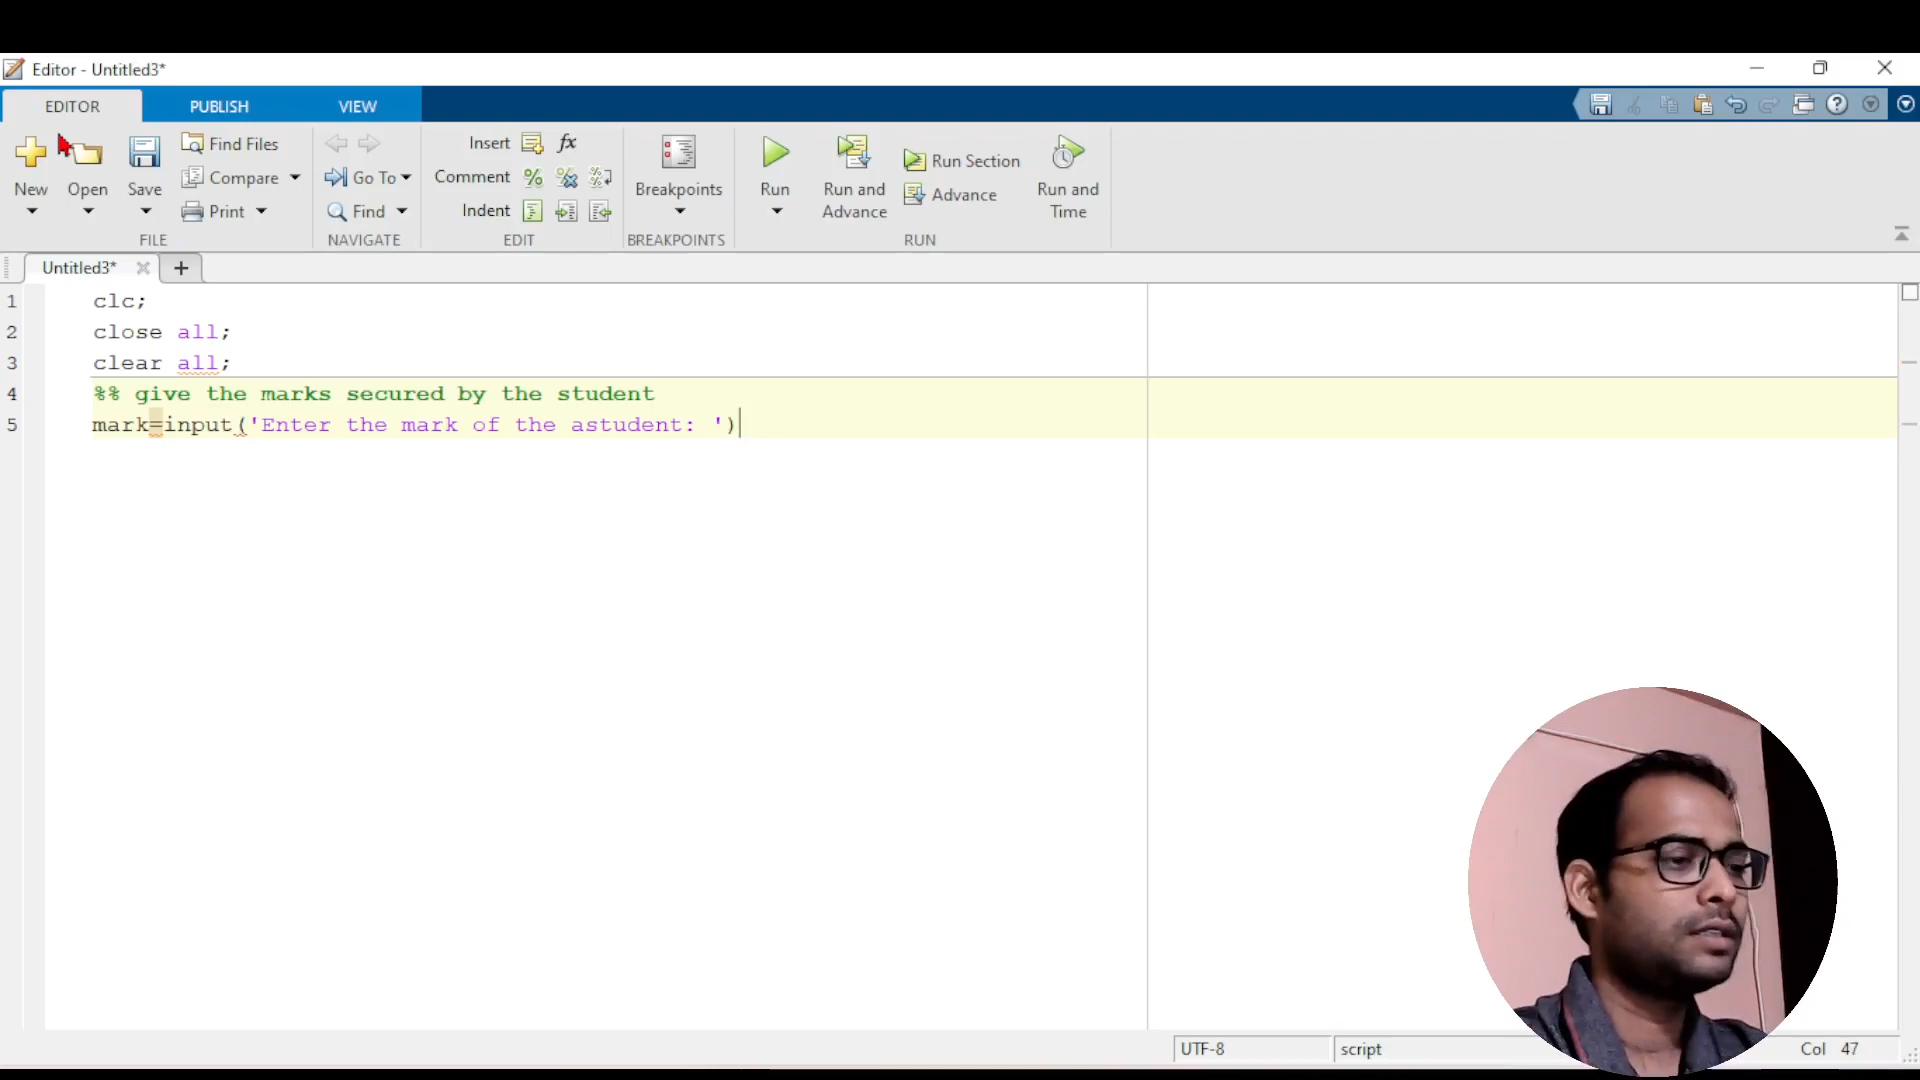 Editor - Untitled3*
EDITOR PUBLISH VIEW
New Open Save Find Files Compare Print
FILE
Go To Find
NAVIGATE
Insert fx
Comment
Indent
EDIT
Breakpoints
BREAKPOINTS
Run Run and Advance Run Section Advance Run and Time
RUN
Untitled3*
1 clc;
2 close all;
3 clear all;
4 %% give the marks secured by the student
5 mark=input('Enter the mark of the astudent: ')
UTF-8 script Col 47